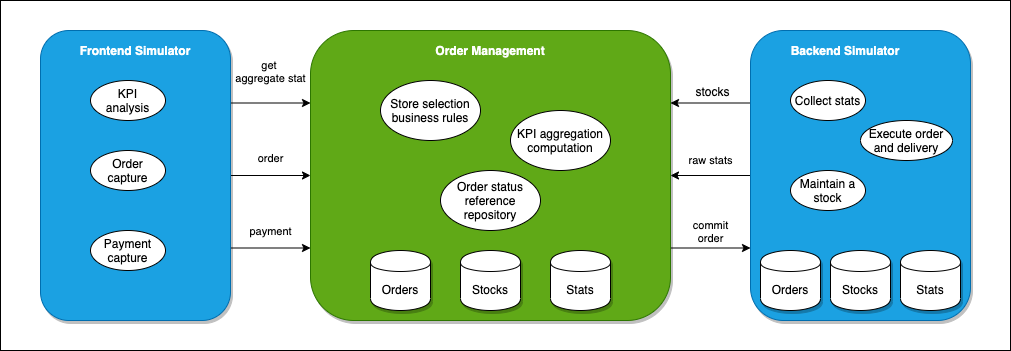 Frontend Simulator
KPI
analysis
Order
capture
Payment
capture
get
aggregate stat
order
payment
Order Management
Store selection
business rules
KPI aggregation
computation
Order status
reference
repository
Orders
Stocks
Stats
stocks
raw stats
commit
order
Backend Simulator
Collect stats
Execute order
and delivery
Maintain a
stock
Orders
Stocks
Stats